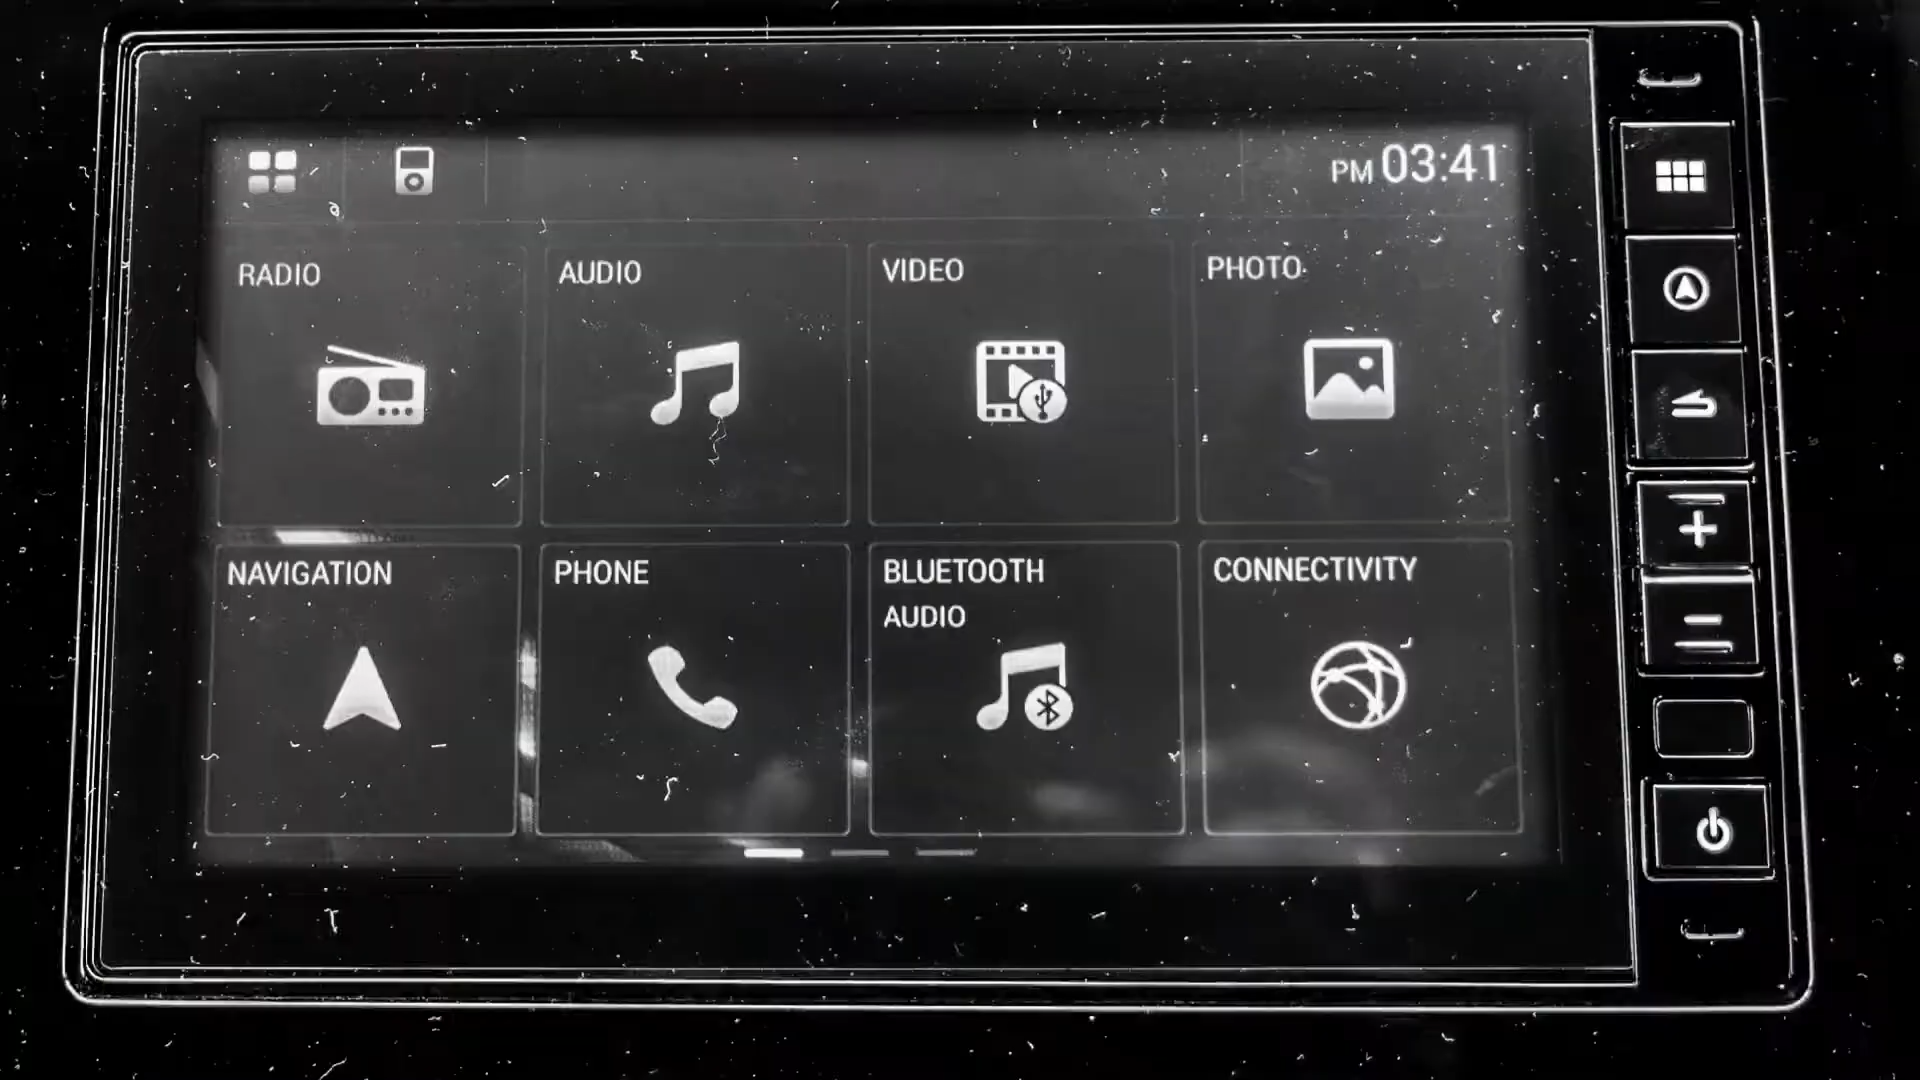 PM 03:41
RADIO
AUDIO
VIDEO
PHOTO
NAVIGATION
PHONE
BLUETOOTH
AUDIO
CONNECTIVITY